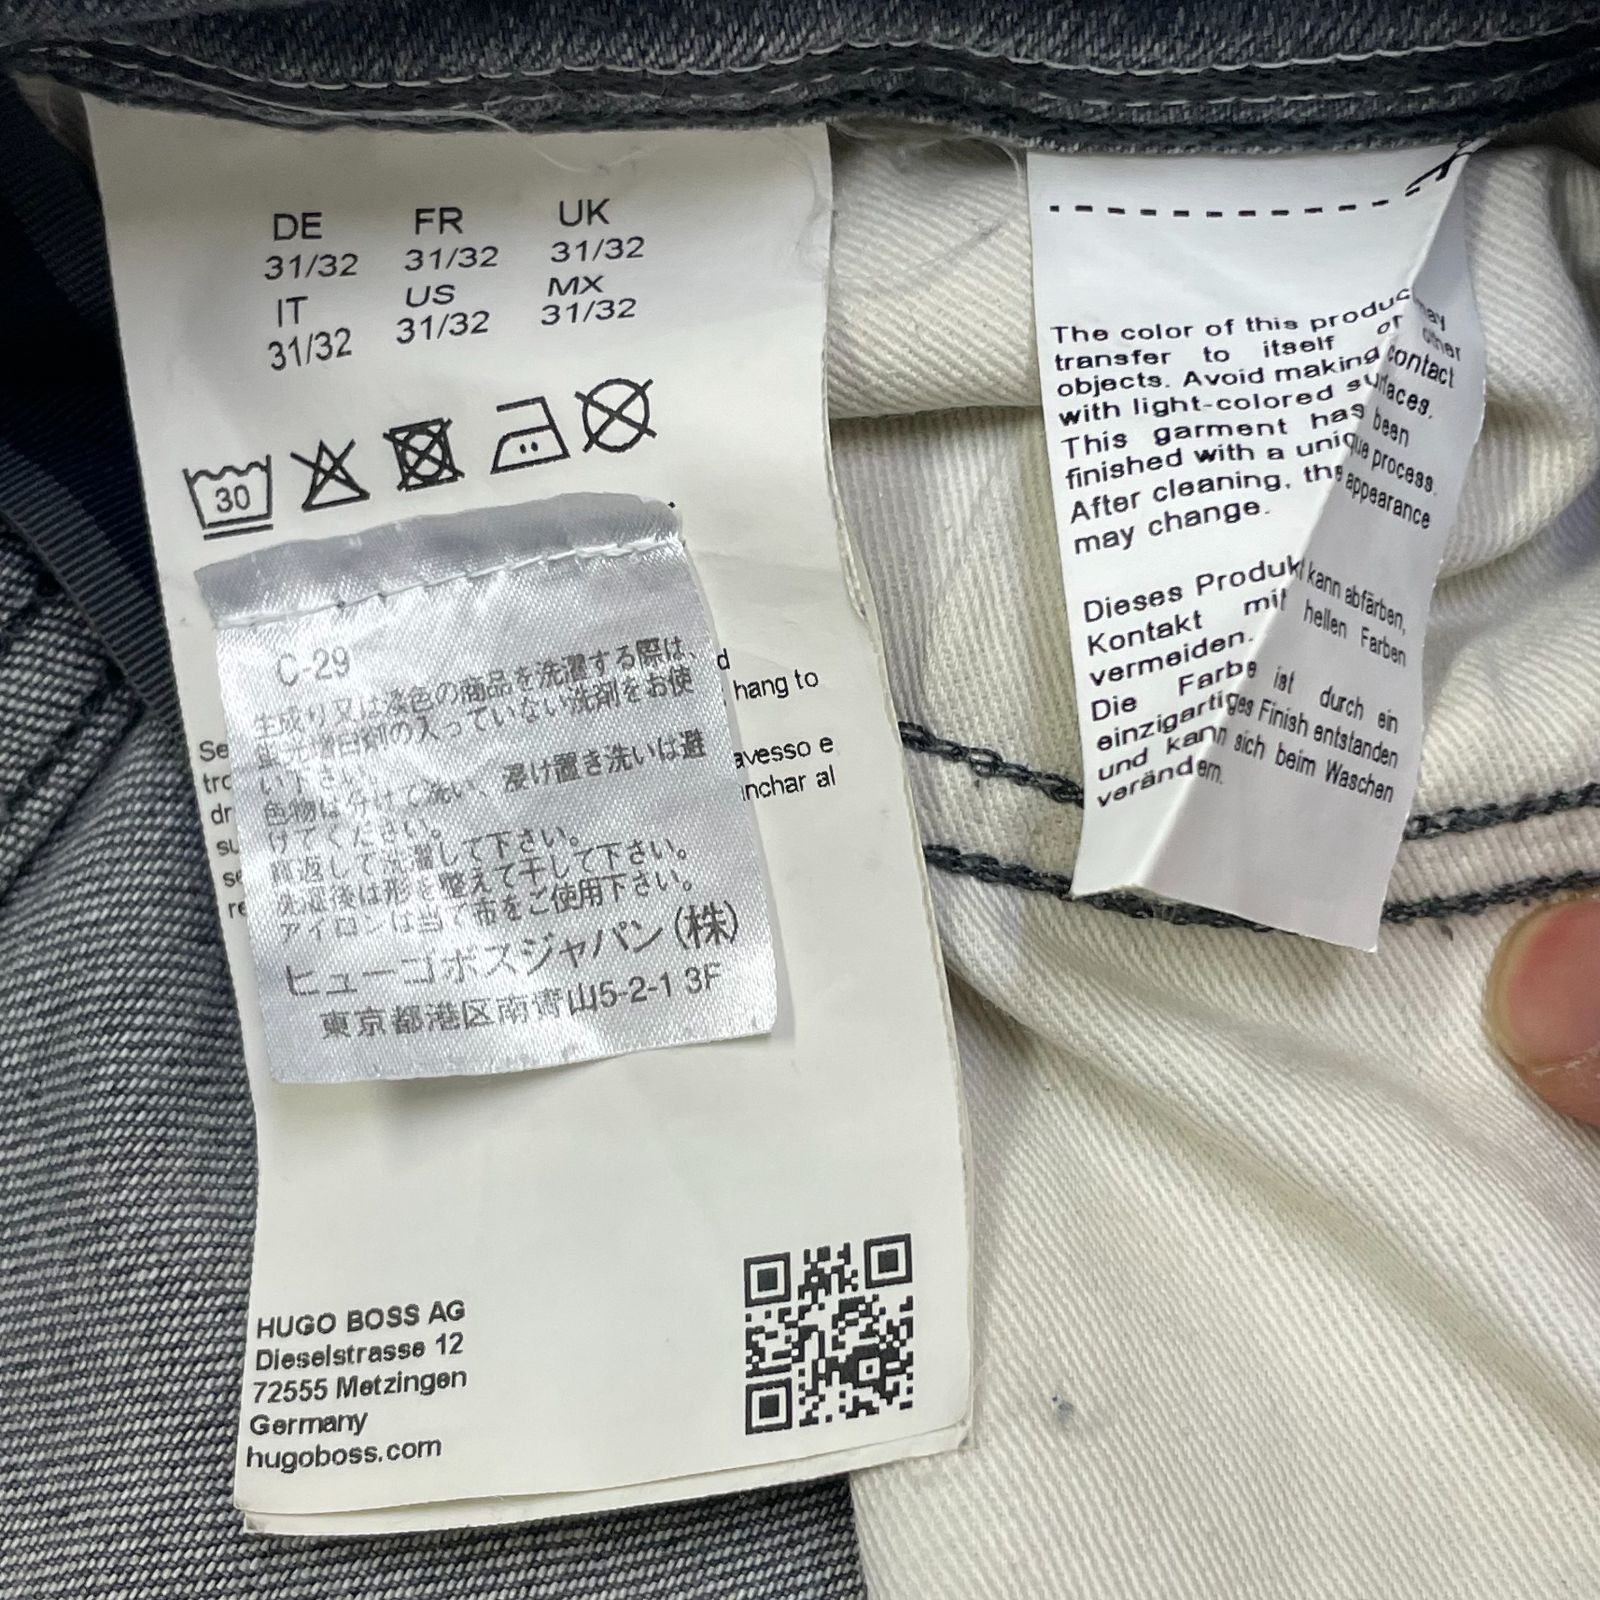 DE FR UK
31/32 31/32 31/32
IT US MX
31/32 31/32 31/32
30
C-29
生成り又は淡色の商品を洗濯する際は、
蛍光増白剤の入っていない洗剤をお使
い下さい。
色物は分けて洗い、浸け置き洗いは避
けてください。
裏返して洗濯して下さい。
洗濯後は形を整えて干して下さい。
アイロンは当て布をご使用下さい。
ヒューゴボスジャパン(株)
東京都港区南青山5-2-1 3F
hang to
avesso e
al
HUGO BOSS AG
Dieselstrasse 12
72555 Metzingen
Germany
hugoboss.com
The color of this product may
transfer to itself or other
objects. Avoid making contact
with light-colored surfaces.
This garment has been
finished with a unique process.
After cleaning, the appearance
may change.
Dieses Produkt kann abfärben,
Kontakt mit hellen Farben
vermeiden.
Die Farbe ist durch ein
einzigartiges Finish entstanden
und kann sich beim Waschen
verändern.